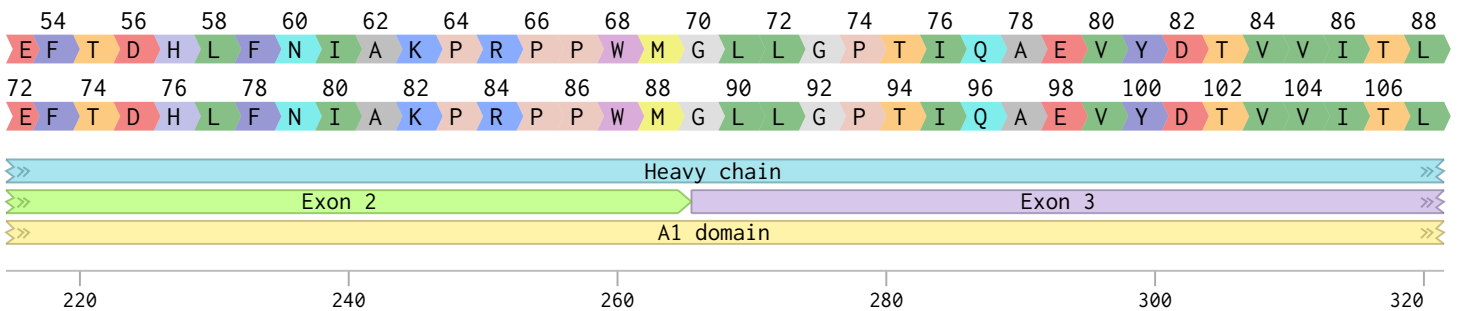 54 56 58 60 62 64 66 68 70 72 74 76 78 80 82 84 86 88
E F T D H L F N I A K P R P P W M G L L G P T I Q A E V Y D T V V I T L
72 74 76 78 80 82 84 86 88 90 92 94 96 98 100 102 104 106
E F T D H L F N I A K P R P P W M G L L G P T I Q A E V Y D T V V I T L
Heavy chain
Exon 2 Exon 3
A1 domain
220 240 260 280 300 320